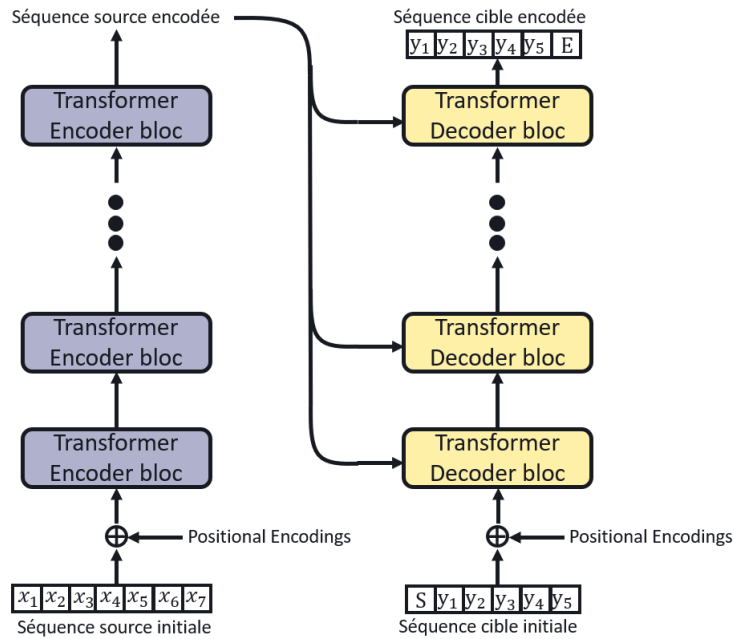 Séquence source encodée
Séquence cible encodée
y₁ y₂ y₃ y₄ y₅ E
Transformer
Encoder bloc
Transformer
Decoder bloc
Transformer
Encoder bloc
Transformer
Decoder bloc
Transformer
Encoder bloc
Transformer
Decoder bloc
Positional Encodings
Positional Encodings
x₁ x₂ x₃ x₄ x₅ x₆ x₇
S y₁ y₂ y₃ y₄ y₅
Séquence source initiale
Séquence cible initiale